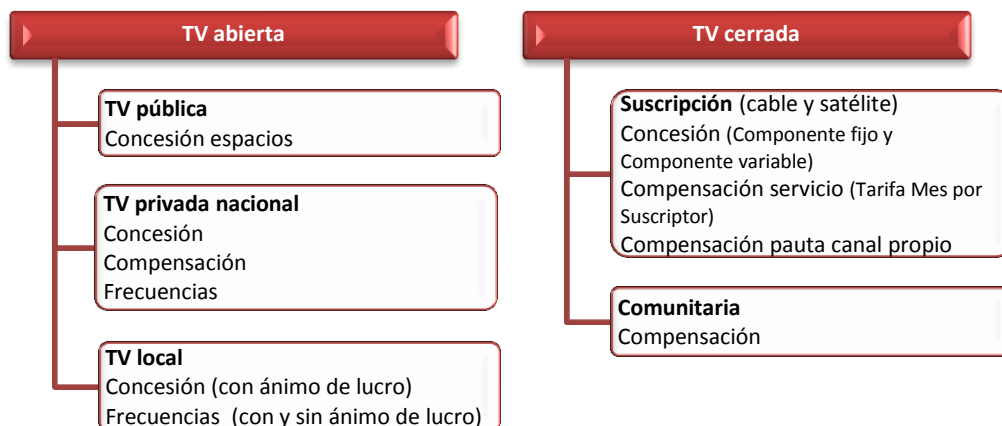 TV abierta
TV pública
Concesión espacios
TV privada nacional
Concesión
Compensación
Frecuencias
TV local
Concesión (con ánimo de lucro)
Frecuencias (con y sin ánimo de lucro)
TV cerrada
Suscripción (cable y satélite)
Concesión (Componente fijo y
Componente variable)
Compensación servicio (Tarifa Mes por
Suscriptor)
Compensación pauta canal propio
Comunitaria
Compensación